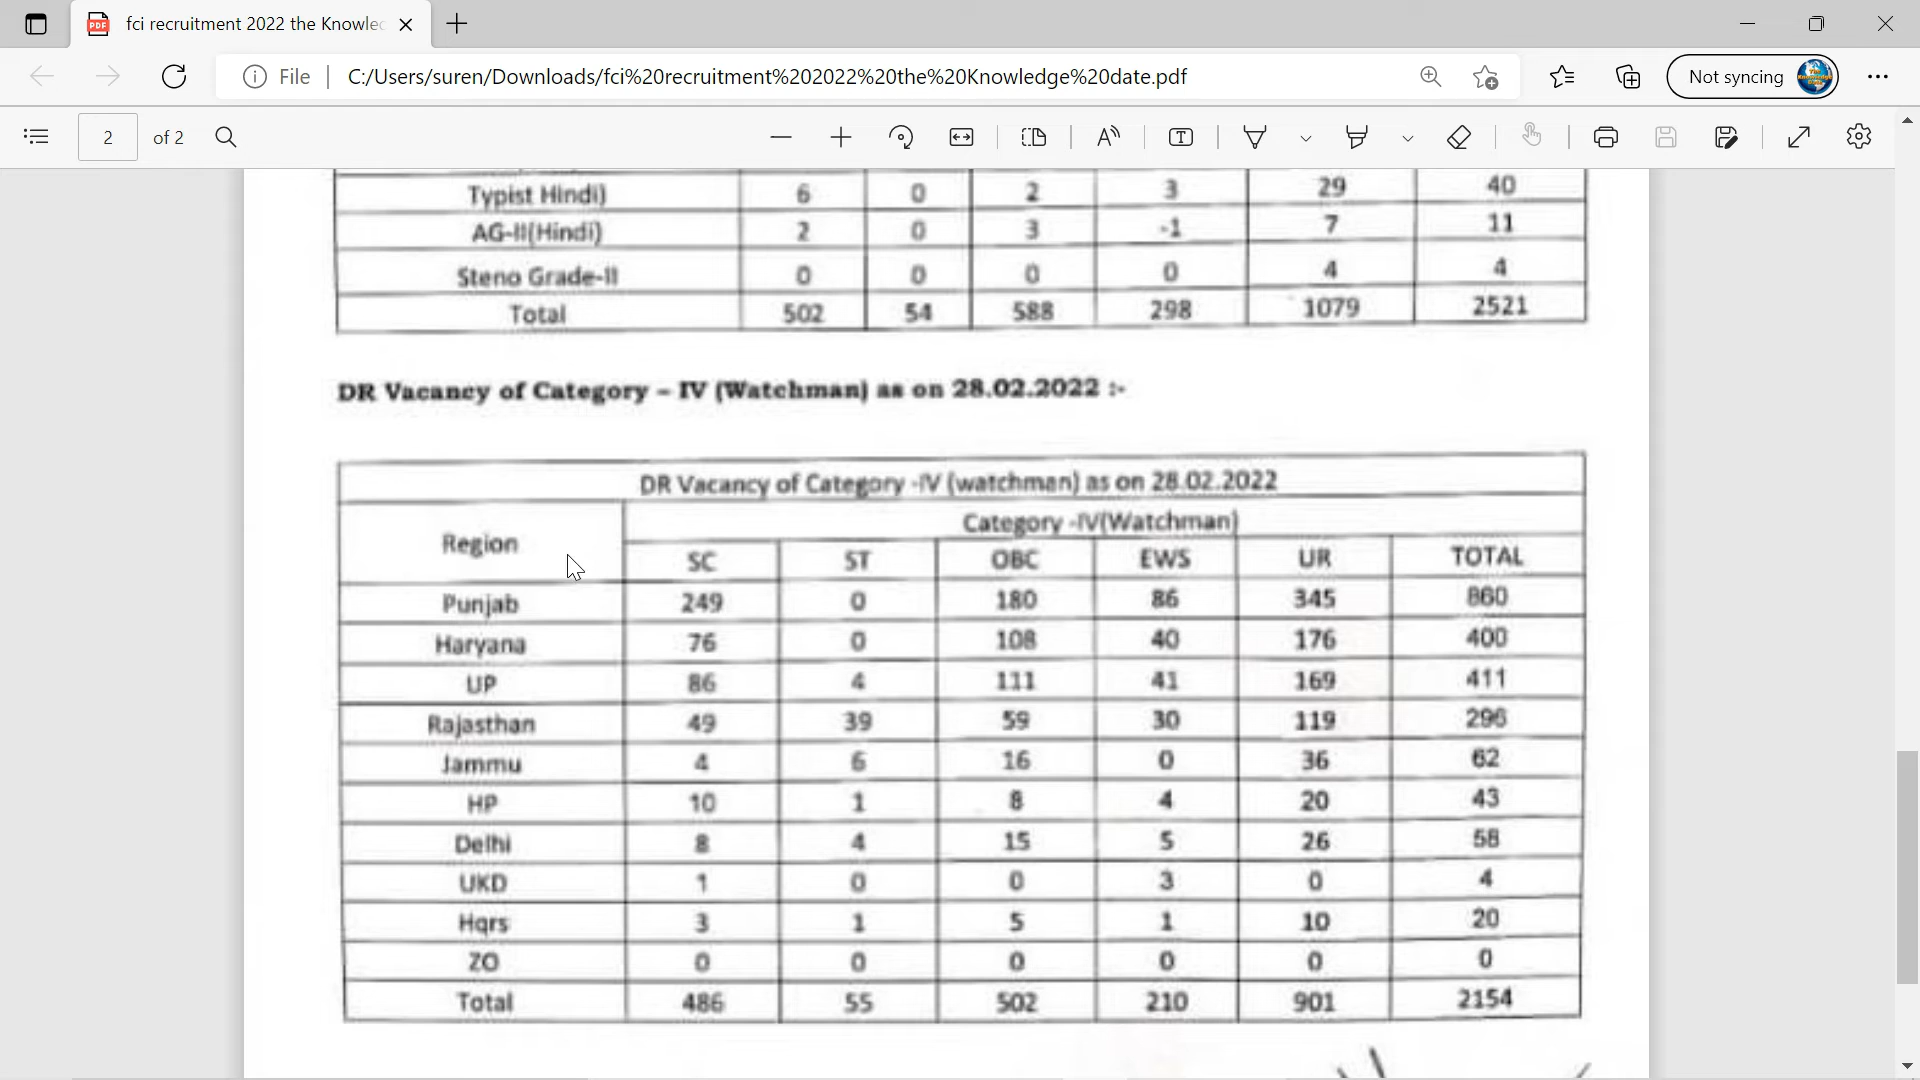 fci recruitment 2022 the Knowled
File
C:/Users/suren/Downloads/fci%20recruitment%202022%20the%20Knowledge%20date.pdf
Not syncing
2 of 2
Typist Hindi) 6 0 2 3 29 40
AG-II(Hindi) 2 0 3 -1 7 11
Steno Grade-II 0 0 0 0 4 4
Total 502 54 588 298 1079 2521
DR Vacancy of Category – IV (Watchman) as on 28.02.2022 :-
DR Vacancy of Category -IV (watchman) as on 28.02.2022
Category -IV(Watchman)
Region SC ST OBC EWS UR TOTAL
Punjab 249 0 180 86 345 860
Haryana 76 0 108 40 176 400
UP 86 4 111 41 169 411
Rajasthan 49 39 59 30 119 296
Jammu 4 6 16 0 36 62
HP 10 1 8 4 20 43
Delhi 8 4 15 5 26 58
UKD 1 0 0 3 0 4
Hqrs 3 1 5 1 10 20
ZO 0 0 0 0 0 0
Total 486 55 502 210 901 2154